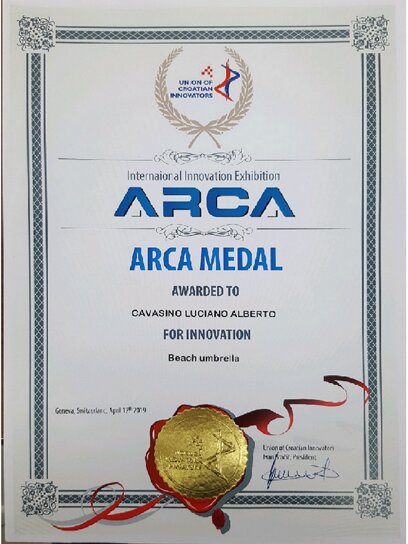 UNION OF
CROATIAN
INNOVATORS
Internaional Innovation Exhibition
ARCA
ARCA MEDAL
AWARDED TO
CAVASINO LUCIANO ALBERTO
FOR INNOVATION
Beach umbrella
Geneva, Switzerland, April 12th 2019
Union of Croatian Innovators
President